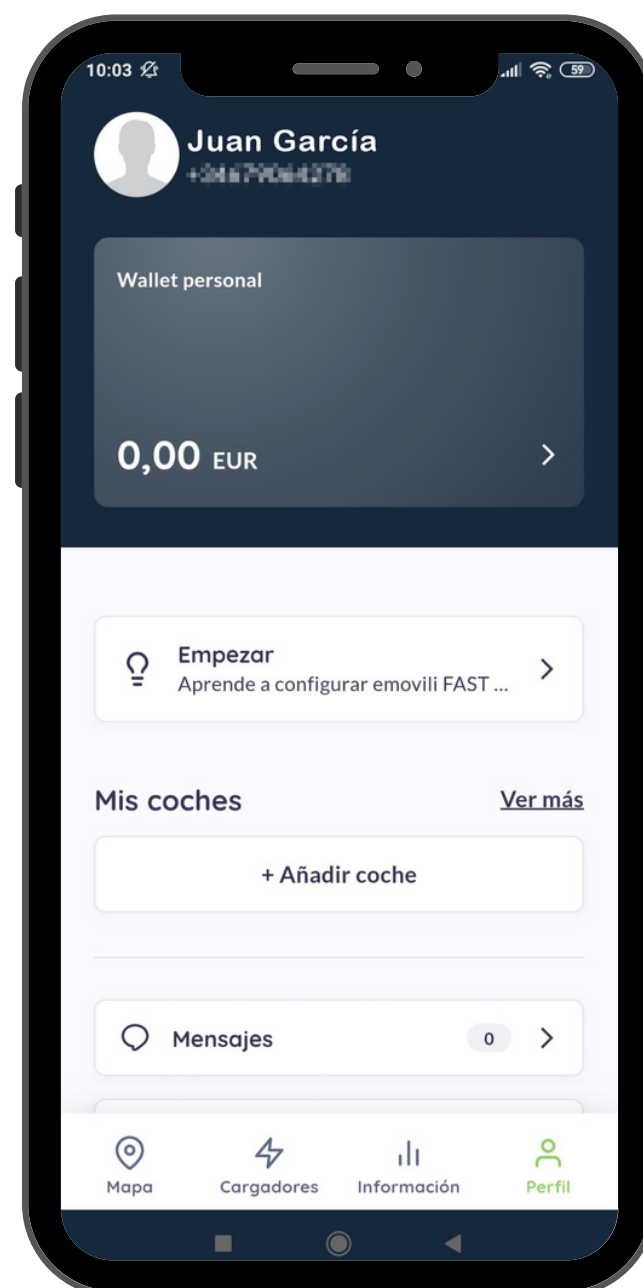 10:03
59
Juan García
Wallet personal
0,00 EUR
Empezar
Aprende a configurar emovili FAST ...
Mis coches
Ver más
+ Añadir coche
Mensajes
0
Mapa
Cargadores
Información
Perfil